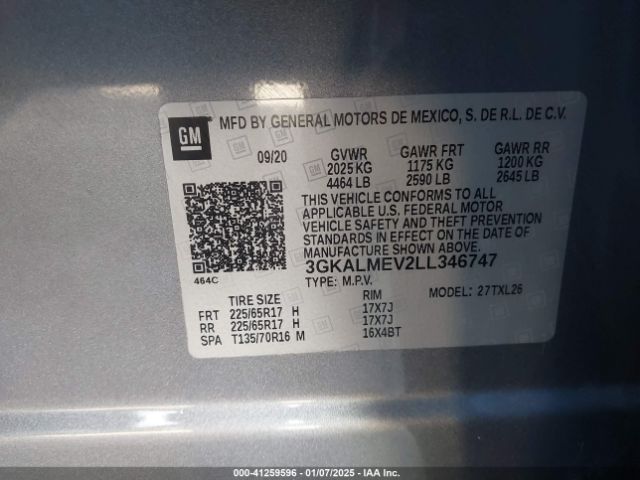 GM
MFD BY GENERAL MOTORS DE MEXICO, S. DE R.L. DE C.V.
09/20 GVWR GAWR FRT GAWR RR
2025 KG 1175 KG 1200 KG
4464 LB 2590 LB 2645 LB
THIS VEHICLE CONFORMS TO ALL
APPLICABLE U.S. FEDERAL MOTOR
VEHICLE SAFETY AND THEFT PREVENTION
STANDARDS IN EFFECT ON THE DATE OF
MANUFACTURE SHOWN ABOVE.
3GKALMEV2LL346747
464C
TYPE: M.P.V. MODEL: 27TXL26
TIRE SIZE RIM
FRT 225/65R17 H 17X7J
RR 225/65R17 H 17X7J
SPA T135/70R16 M 16X4BT
000-41259596 - 01/07/2025 - IAA Inc.